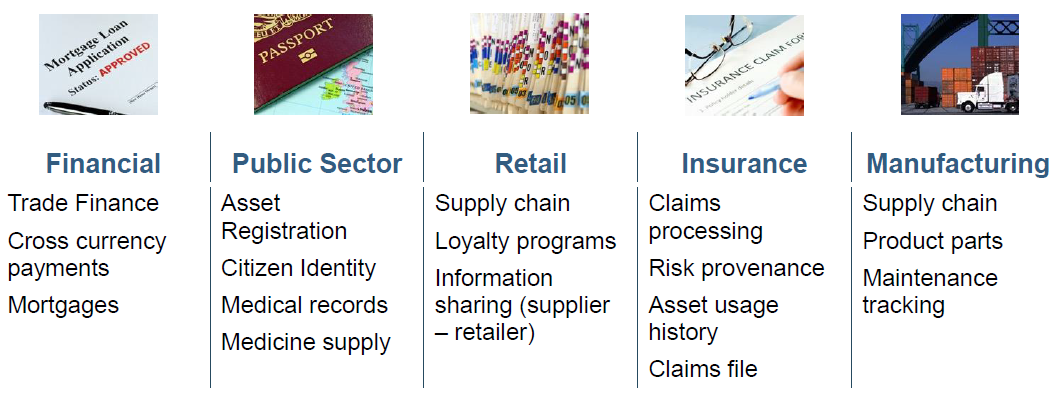 Mortgage Loan
Application
Status: APPROVED
PASSPORT
INSURANCE CLAIM FORM
Financial
Trade Finance
Cross currency
payments
Mortgages
Public Sector
Asset
Registration
Citizen Identity
Medical records
Medicine supply
Retail
Supply chain
Loyalty programs
Information
sharing (supplier
– retailer)
Insurance
Claims
processing
Risk provenance
Asset usage
history
Claims file
Manufacturing
Supply chain
Product parts
Maintenance
tracking